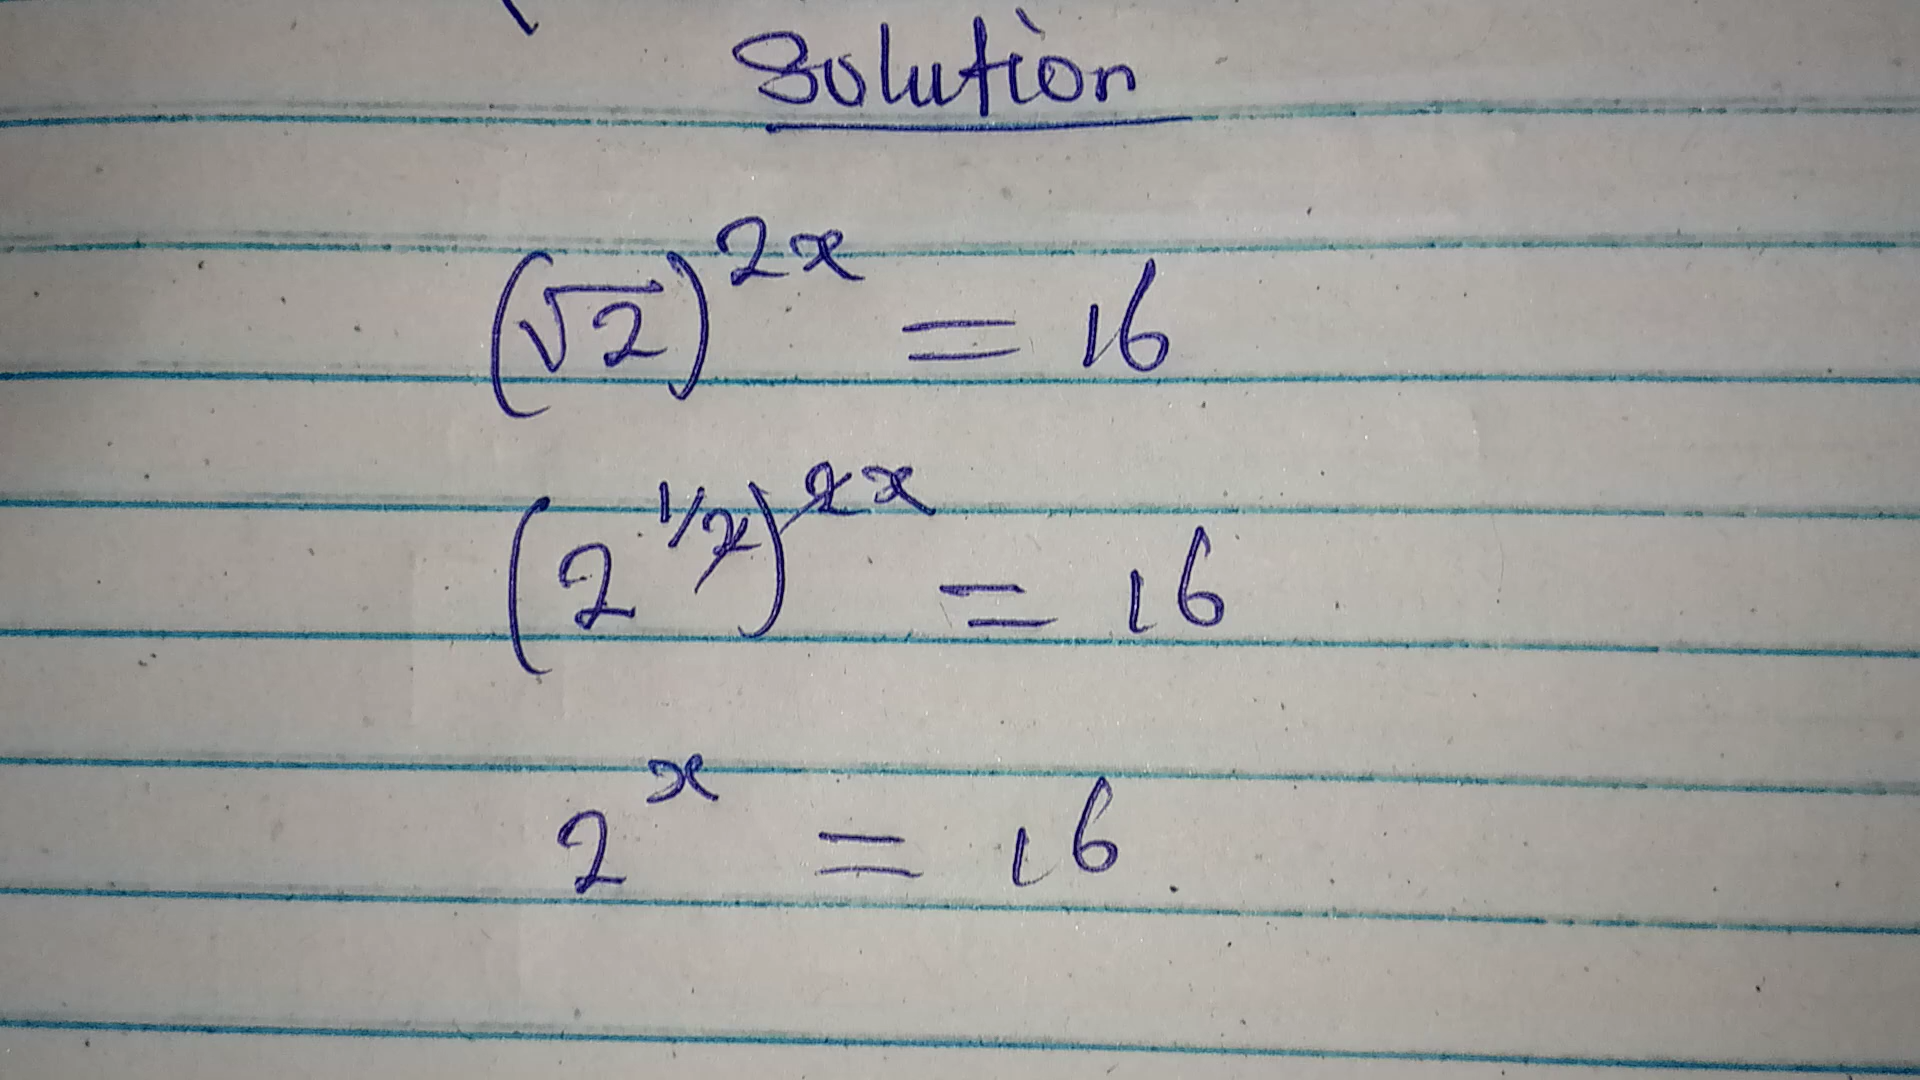 Solution
(√2)^2x = 16
(2^1/2)^2x = 16
2^x = 16